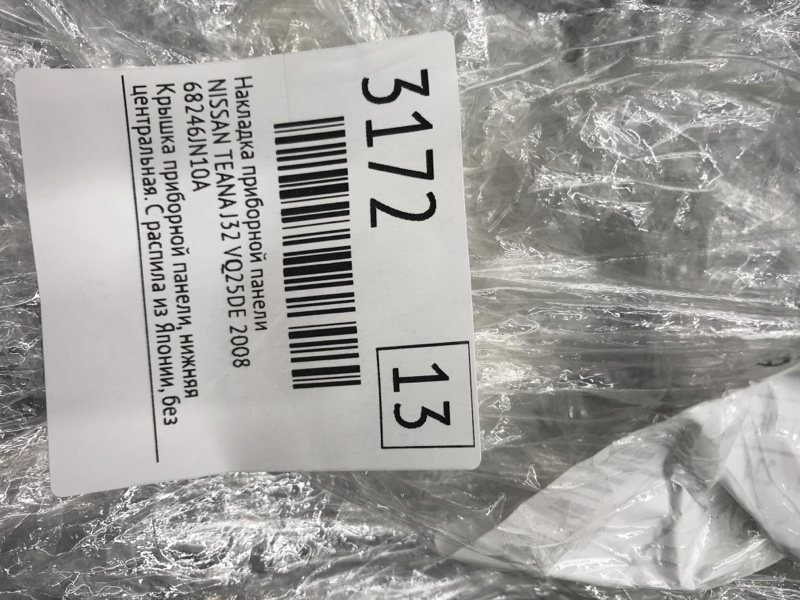 3172
13
Накладка приборной панели
NISSAN TEANA J32 VQ25DE 2008
68246JN10A
Крышка приборной панели, нижняя
центральная. С распила из Японии, без